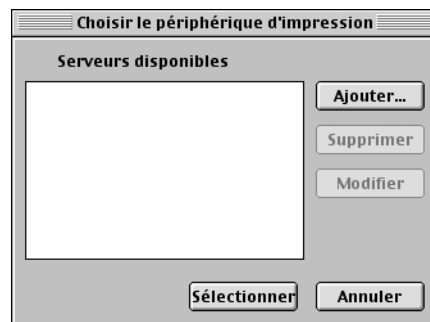 Choisir le périphérique d'impression
Serveurs disponibles
Ajouter...
Supprimer
Modifier
Sélectionner
Annuler